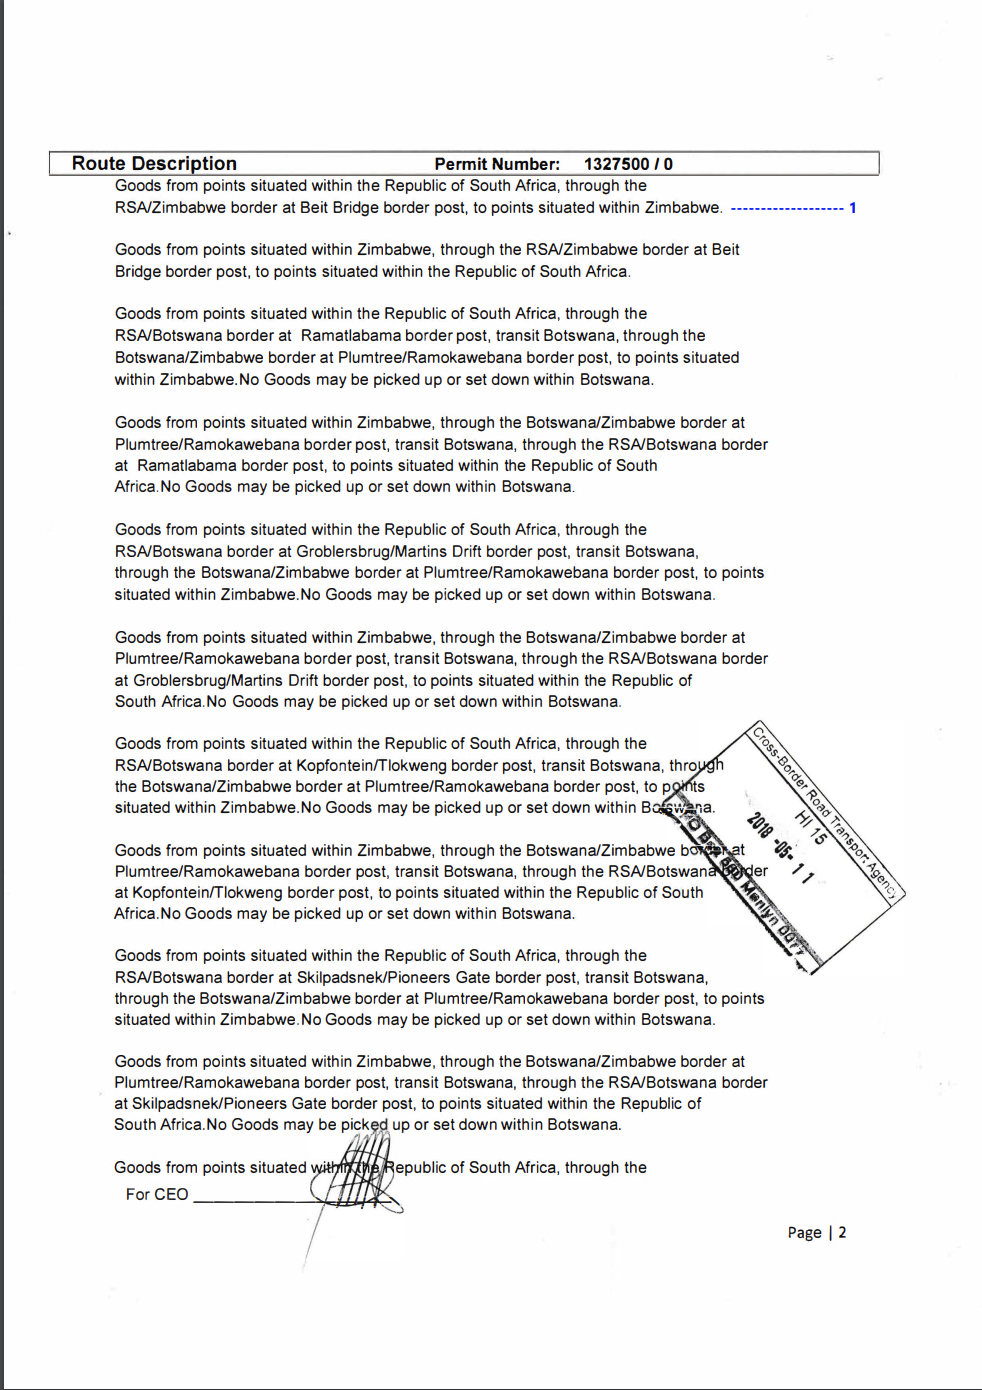 Route Description Permit Number: 1327500 / 0
Goods from points situated within the Republic of South Africa, through the
RSA/Zimbabwe border at Beit Bridge border post, to points situated within Zimbabwe. ------------------- 1
Goods from points situated within Zimbabwe, through the RSA/Zimbabwe border at Beit
Bridge border post, to points situated within the Republic of South Africa.
Goods from points situated within the Republic of South Africa, through the
RSA/Botswana border at Ramatlabama border post, transit Botswana, through the
Botswana/Zimbabwe border at Plumtree/Ramokawebana border post, to points situated
within Zimbabwe.No Goods may be picked up or set down within Botswana.
Goods from points situated within Zimbabwe, through the Botswana/Zimbabwe border at
Plumtree/Ramokawebana border post, transit Botswana, through the RSA/Botswana border
at Ramatlabama border post, to points situated within the Republic of South
Africa.No Goods may be picked up or set down within Botswana.
Goods from points situated within the Republic of South Africa, through the
RSA/Botswana border at Groblersbrug/Martins Drift border post, transit Botswana,
through the Botswana/Zimbabwe border at Plumtree/Ramokawebana border post, to points
situated within Zimbabwe.No Goods may be picked up or set down within Botswana.
Goods from points situated within Zimbabwe, through the Botswana/Zimbabwe border at
Plumtree/Ramokawebana border post, transit Botswana, through the RSA/Botswana border
at Groblersbrug/Martins Drift border post, to points situated within the Republic of
South Africa.No Goods may be picked up or set down within Botswana.
Goods from points situated within the Republic of South Africa, through the
RSA/Botswana border at Kopfontein/Tlokweng border post, transit Botswana, through
the Botswana/Zimbabwe border at Plumtree/Ramokawebana border post, to points
situated within Zimbabwe.No Goods may be picked up or set down within Botswana.
Cross-Border Road Transport Agency
HI 15
2018 -05- 11
PO Box 560 Menlyn 0077
Goods from points situated within Zimbabwe, through the Botswana/Zimbabwe border at
Plumtree/Ramokawebana border post, transit Botswana, through the RSA/Botswana border
at Kopfontein/Tlokweng border post, to points situated within the Republic of South
Africa.No Goods may be picked up or set down within Botswana.
Goods from points situated within the Republic of South Africa, through the
RSA/Botswana border at Skilpadsnek/Pioneers Gate border post, transit Botswana,
through the Botswana/Zimbabwe border at Plumtree/Ramokawebana border post, to points
situated within Zimbabwe.No Goods may be picked up or set down within Botswana.
Goods from points situated within Zimbabwe, through the Botswana/Zimbabwe border at
Plumtree/Ramokawebana border post, transit Botswana, through the RSA/Botswana border
at Skilpadsnek/Pioneers Gate border post, to points situated within the Republic of
South Africa.No Goods may be picked up or set down within Botswana.
Goods from points situated within the Republic of South Africa, through the
For CEO
Page | 2